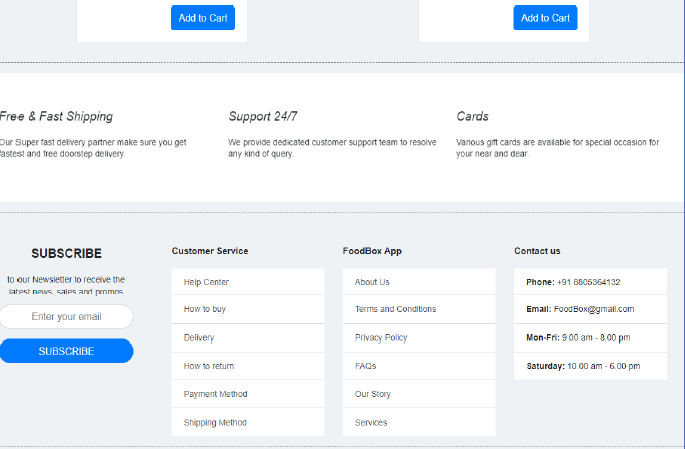 Add to Cart
Add to Cart
Free & Fast Shipping
Our Super fast delivery partner make sure you get
fastest and free doorstep delivery.
Support 24/7
We provide dedicated customer support team to resolve
any kind of query.
Cards
Various gift cards are available for special occasion for
your near and dear.
SUBSCRIBE
to our Newsletter to receive the
latest news, sales and promos
Enter your email
SUBSCRIBE
Customer Service
Help Center
How to buy
Delivery
How to return
Payment Method
Shipping Method
FoodBox App
About Us
Terms and Conditions
Privacy Policy
FAQs
Our Story
Services
Contact us
Phone: +91 8805364132
Email: FoodBox@gmail.com
Mon-Fri: 9.00 am - 8.00 pm
Saturday: 10.00 am - 6.00 pm